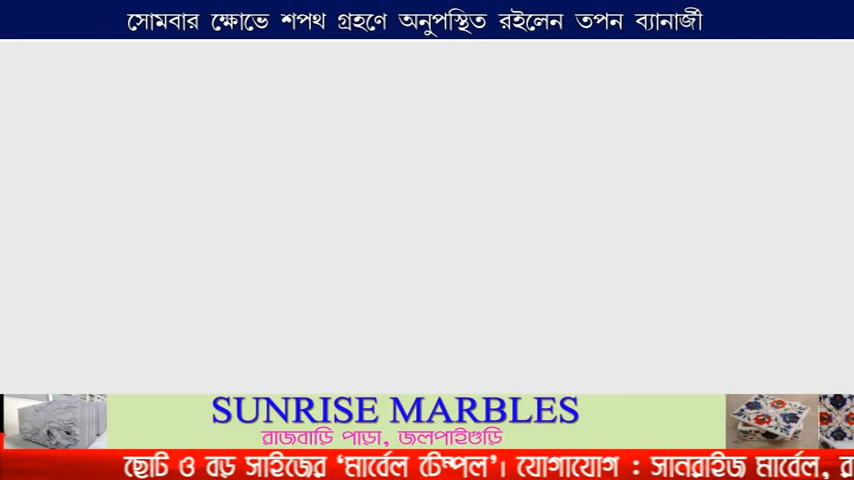 সোমবার ক্ষোভে শপথ গ্রহণে অনুপস্থিত রইলেন তপন ব্যানার্জী
SUNRISE MARBLES
রাজবাড়ি পাড়া, জলপাইগুড়ি
ছোট ও বড় সাইজের ‘মার্বেল টেম্পল’। যোগাযোগ : সানরাইজ মার্বেল,